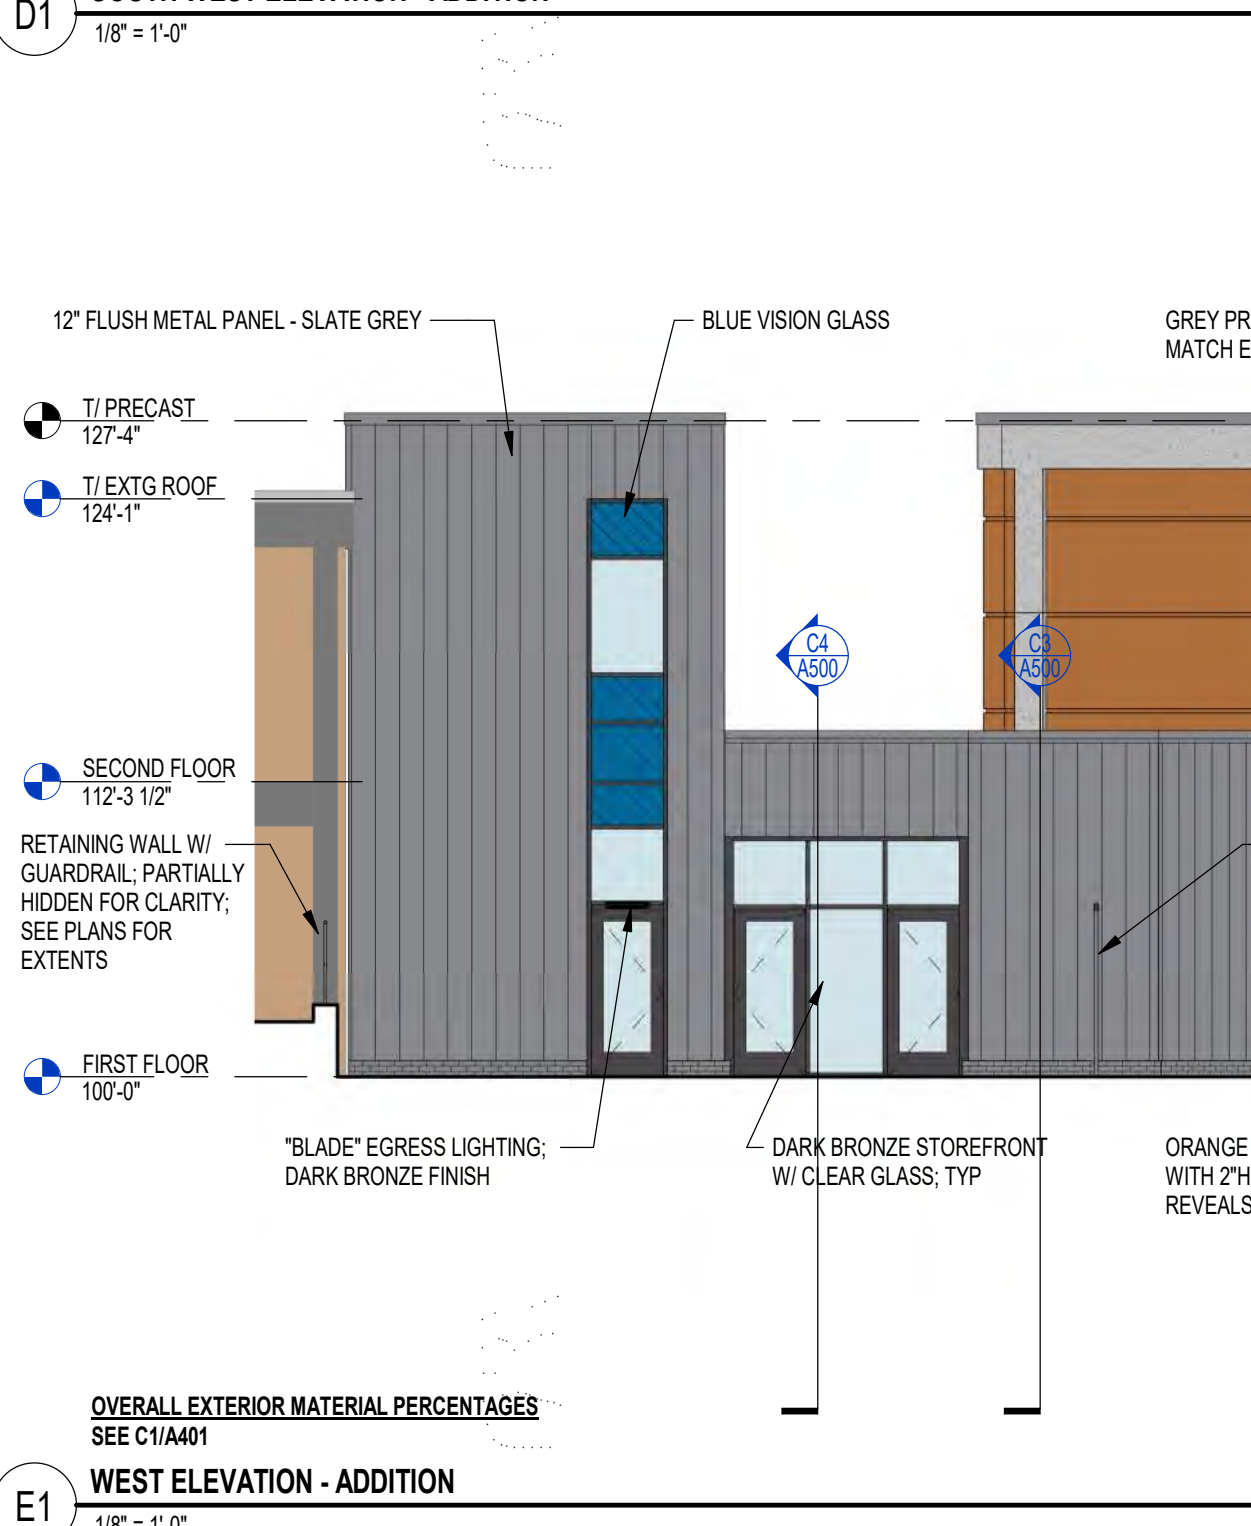 D1
1/8" = 1'-0"
12" FLUSH METAL PANEL - SLATE GREY
BLUE VISION GLASS
GREY PR
MATCH E
T/ PRECAST
127'-4"
T/ EXTG ROOF
124'-1"
C4
A500
C3
A500
SECOND FLOOR
112'-3 1/2"
RETAINING WALL W/
GUARDRAIL; PARTIALLY
HIDDEN FOR CLARITY;
SEE PLANS FOR
EXTENTS
FIRST FLOOR
100'-0"
"BLADE" EGRESS LIGHTING;
DARK BRONZE FINISH
DARK BRONZE STOREFRONT
W/ CLEAR GLASS; TYP
ORANGE
WITH 2"H
REVEALS
OVERALL EXTERIOR MATERIAL PERCENTAGES
SEE C1/A401
E1
WEST ELEVATION - ADDITION
1/8" = 1'-0"